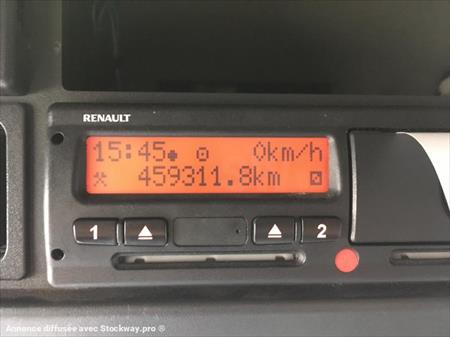 RENAULT
15:45 0km/h
459311.8km
1 2
Annonce diffusée avec Stockway.pro ®